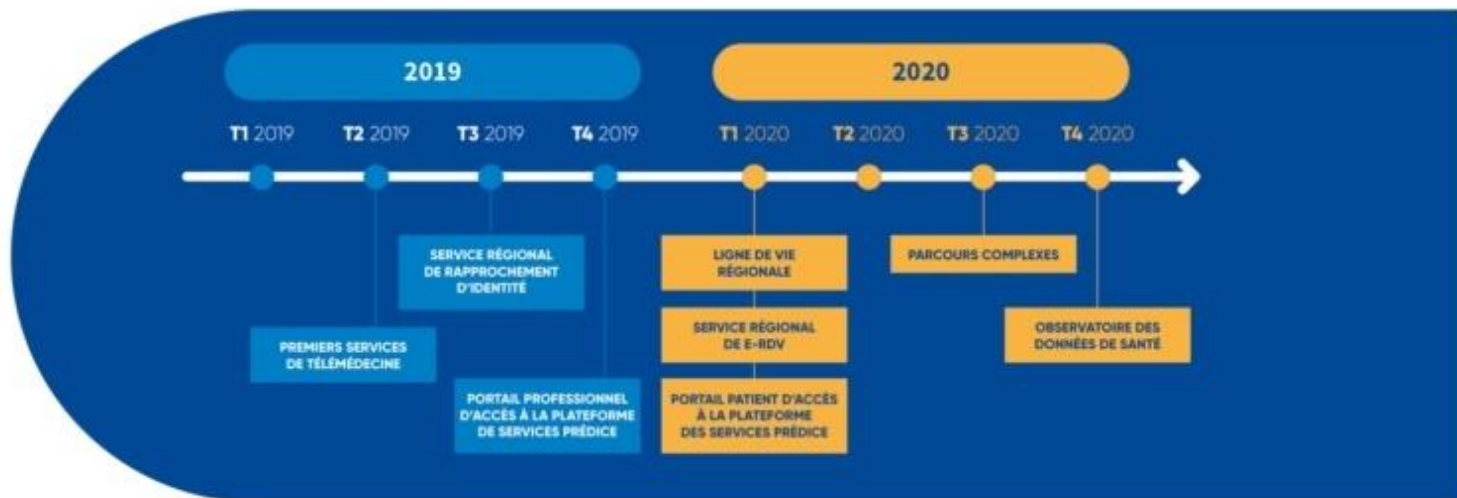 2019
2020
T1 2019
T2 2019
T3 2019
T4 2019
T1 2020
T2 2020
T3 2020
T4 2020
SERVICE RÉGIONAL
DE RAPPROCHEMENT
D'IDENTITÉ
PREMIERS SERVICES
DE TÉLÉMÉDECINE
PORTAIL PROFESSIONNEL
D'ACCÈS À LA PLATEFORME
DE SERVICES PRÉDICE
LIGNE DE VIE
RÉGIONALE
SERVICE RÉGIONAL
DE E-RDV
PORTAIL PATIENT D'ACCÈS
À LA PLATEFORME
DES SERVICES PRÉDICE
PARCOURS COMPLEXES
OBSERVATOIRE DES
DONNÉES DE SANTÉ